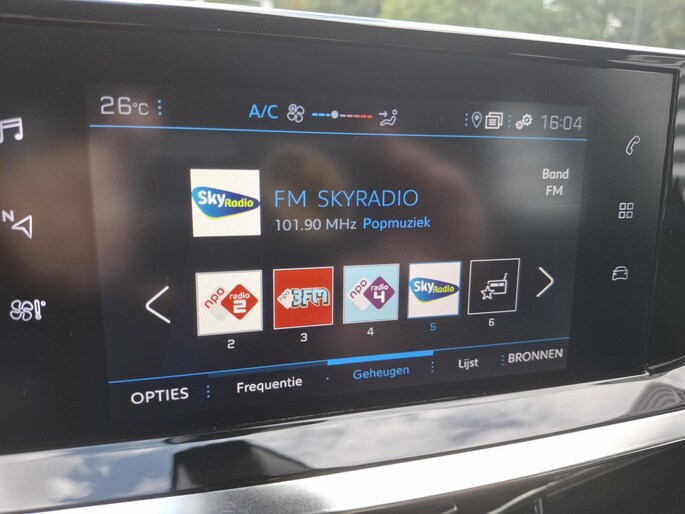 26°C
A/C
16:04
Sky Radio
FM SKYRADIO
101.90 MHz Popmuziek
Band
FM
N
npo radio 2
npo 3FM
npo radio 4
Sky Radio
2
3
4
5
6
OPTIES
Frequentie
Geheugen
Lijst
BRONNEN